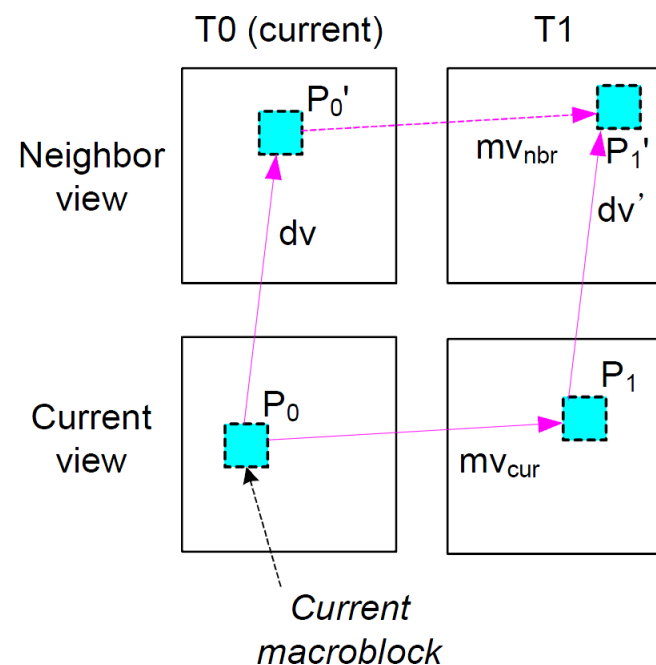 T0 (current) T1
P0'
Neighbor
view
mvnbr
P1'
dv
dv'
P0
P1
Current
view
mvcur
Current
macroblock